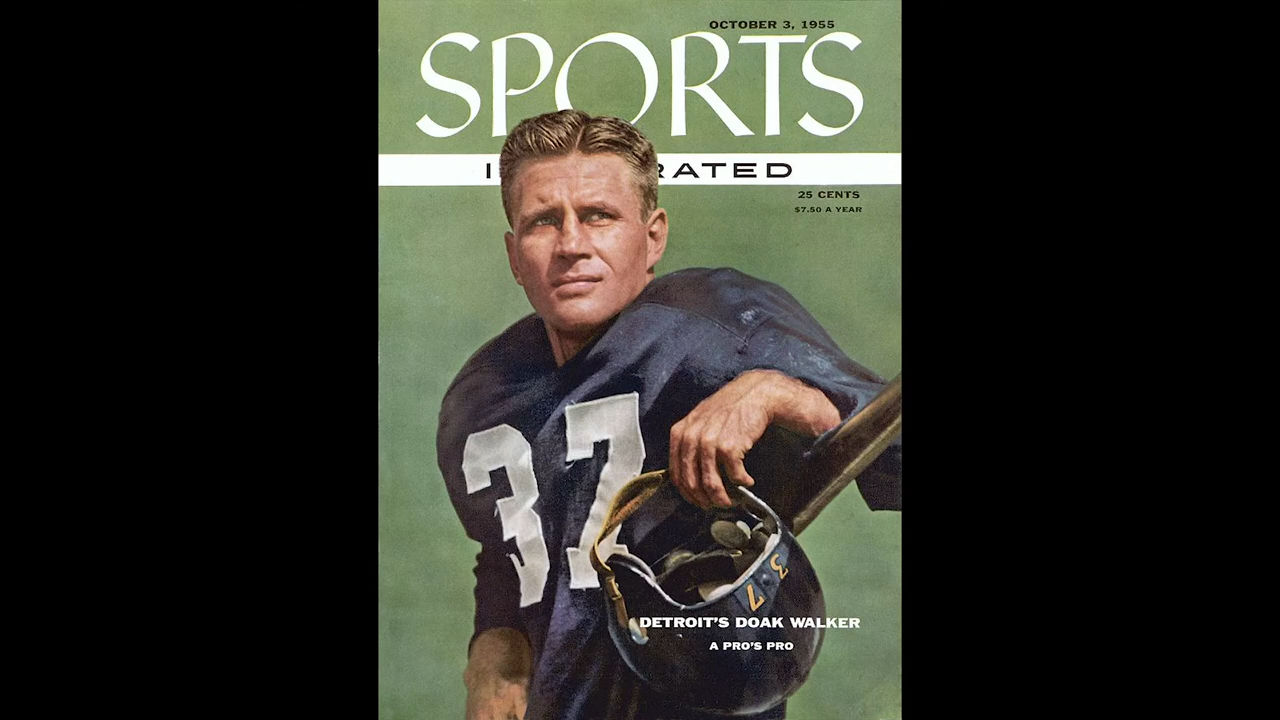 OCTOBER 3, 1955
SPORTS
I RATED
25 CENTS
$7.50 A YEAR
37
37
DETROIT'S DOAK WALKER
A PRO'S PRO